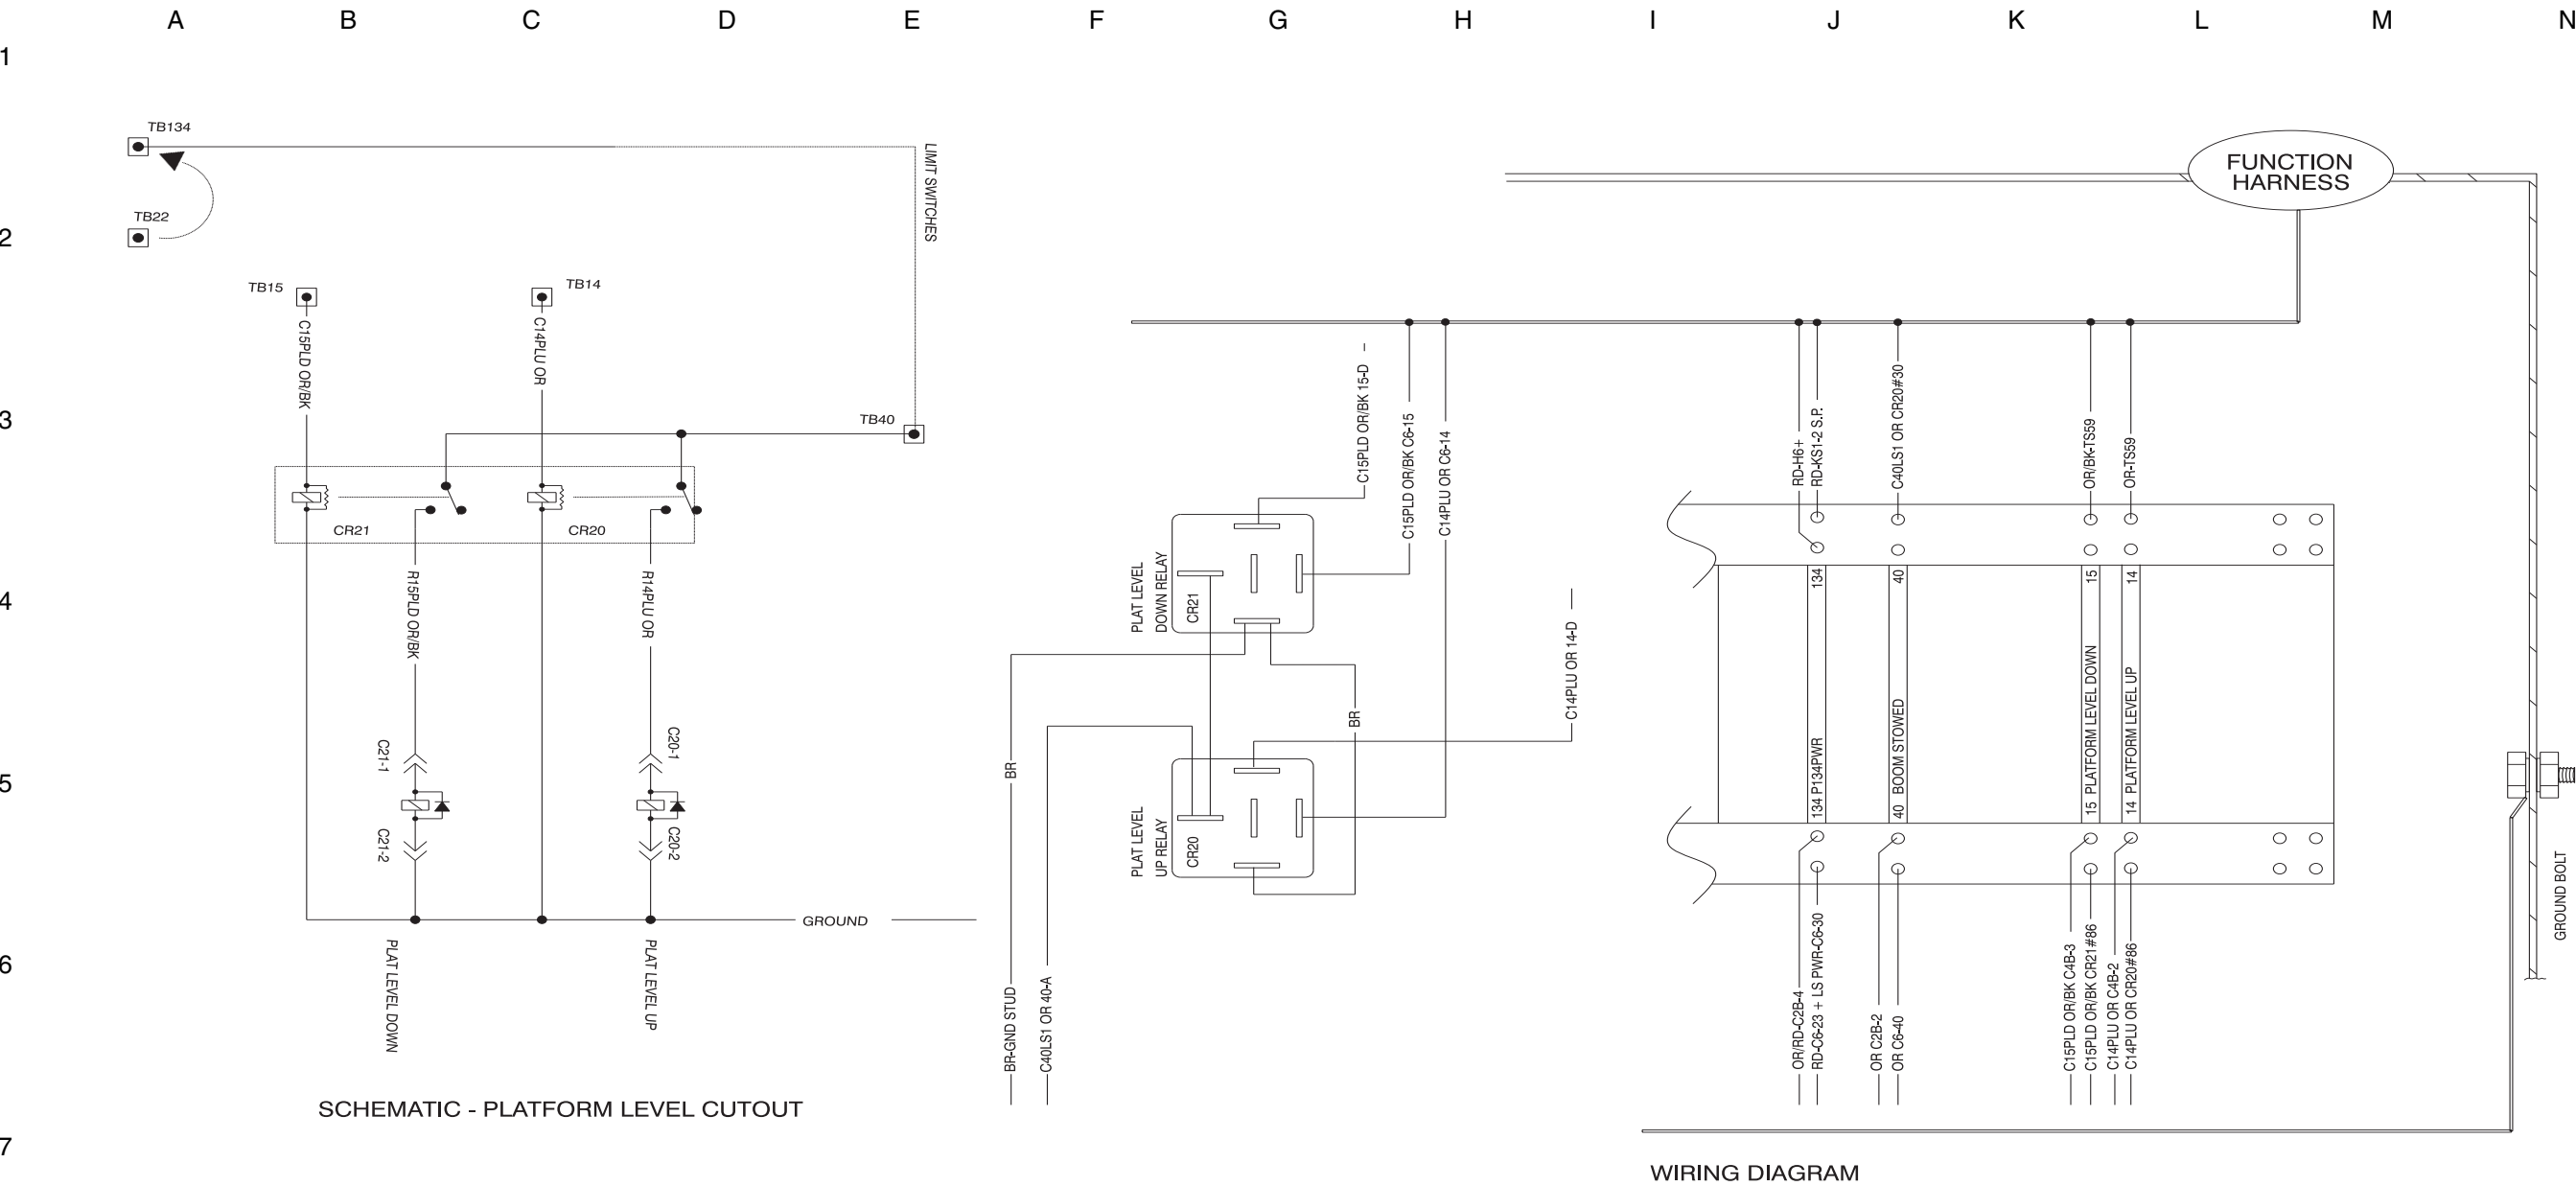 A B C D E F G H I J K L M N
1
2
3
4
5
6
7
TB134
TB22
LIMIT SWITCHES
TB15
TB14
C15PLD OR/BK
C14PLU OR
TB40
CR21
CR20
R15PLD OR/BK
R14PLU OR
C21-1
C20-1
C21-2
C20-2
GROUND
PLAT LEVEL DOWN
PLAT LEVEL UP
SCHEMATIC - PLATFORM LEVEL CUTOUT
FUNCTION
HARNESS
C15PLD OR/BK 15-D
C15PLD OR/BK C6-15
C14PLU OR C6-14
PLAT LEVEL
DOWN RELAY
CR21
C14PLU OR 14-D
BR
BR
PLAT LEVEL
UP RELAY
CR20
BR-GND STUD
C40LS1 OR 40-A
RD-H6+
RD-KS1-2 S.P.
C40LS1 OR CR20#30
OR/BK-TS59
OR-TS59
134
40
15
14
134 P134PWR
40 BOOM STOWED
15 PLATFORM LEVEL DOWN
14 PLATFORM LEVEL UP
OR/RD-C2B-4
RD-C6-23 + LS PWR-C6-30
OR C2B-2
OR C6-40
C15PLD OR/BK C4B-3
C15PLD OR/BK CR21#86
C14PLU OR C4B-2
C14PLU OR CR20#86
GROUND BOLT
WIRING DIAGRAM